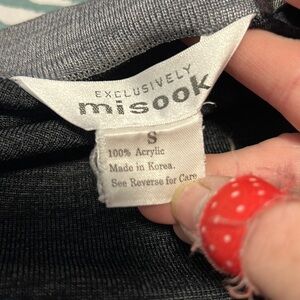 EXCLUSIVELY
misook
S
100% Acrylic
Made in Korea.
See Reverse for Care